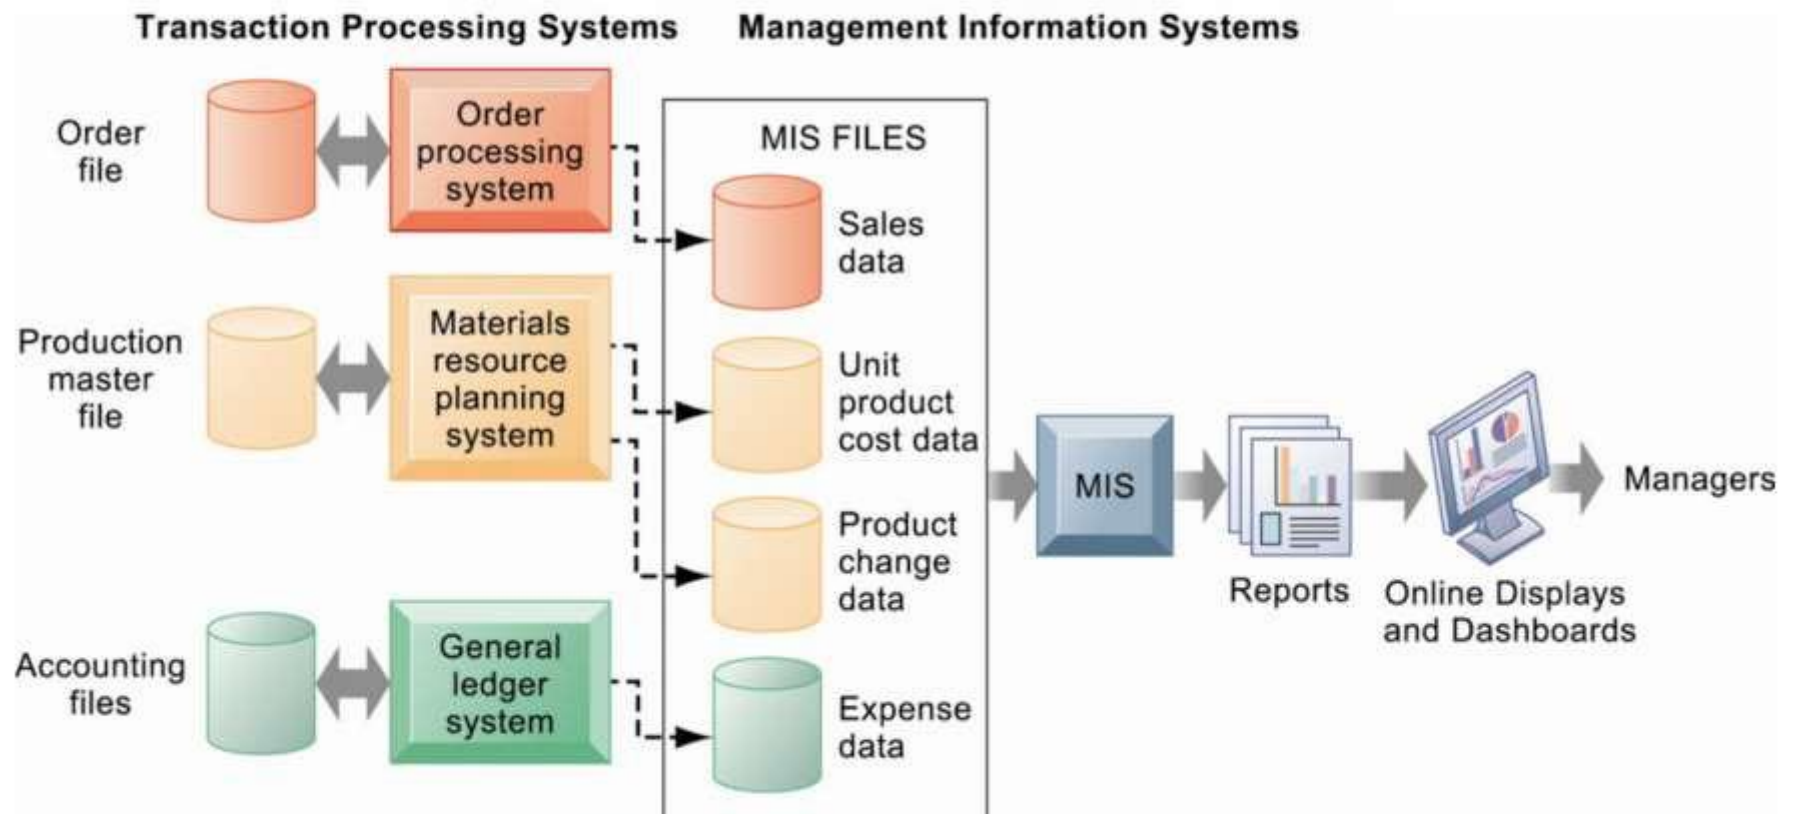 Transaction Processing Systems
Management Information Systems
Order
file
Order
processing
system
MIS FILES
Sales
data
Production
master
file
Materials
resource
planning
system
Unit
product
cost data
Product
change
data
Accounting
files
General
ledger
system
Expense
data
MIS
Reports
Online Displays
and Dashboards
Managers